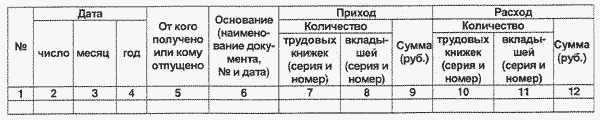 №
Дата
число
месяц
год
От кого
получено
или кому
отпущено
Основание
(наимено-
вание доку-
мента,
№ и дата)
Приход
Количество
трудовых
книжек
(серия и
номер)
вклады-
шей
(серия и
номер)
Сумма
(руб.)
Расход
Количество
трудовых
книжек
(серия и
номер)
вклады-
шей
(серия и
номер)
Сумма
(руб.)
1 2 3 4 5 6 7 8 9 10 11 12